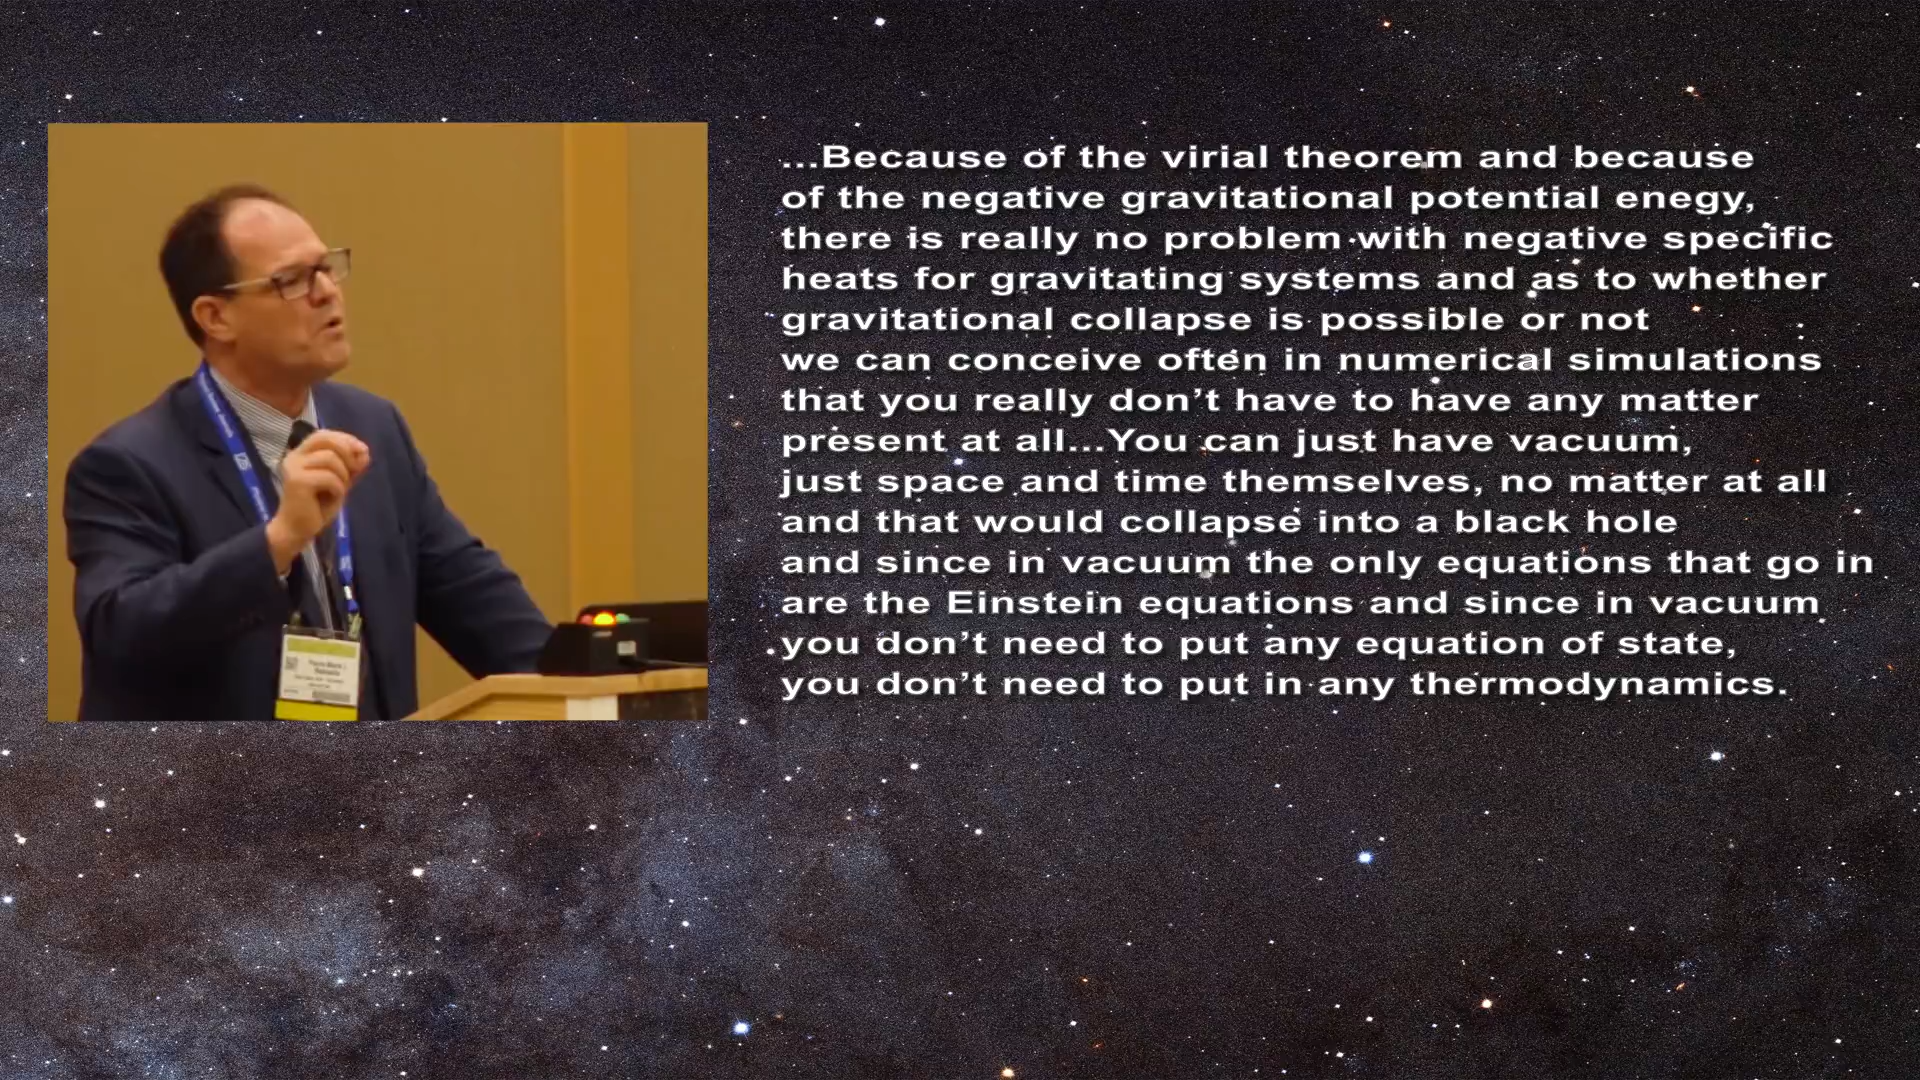 ...Because of the virial theorem and because
of the negative gravitational potential enegy,
there is really no problem with negative specific
heats for gravitating systems and as to whether
gravitational collapse is possible or not
we can conceive often in numerical simulations
that you really don’t have to have any matter
present at all...You can just have vacuum,
just space and time themselves, no matter at all
and that would collapse into a black hole
and since in vacuum the only equations that go in
are the Einstein equations and since in vacuum
you don’t need to put any equation of state,
you don’t need to put in any thermodynamics.